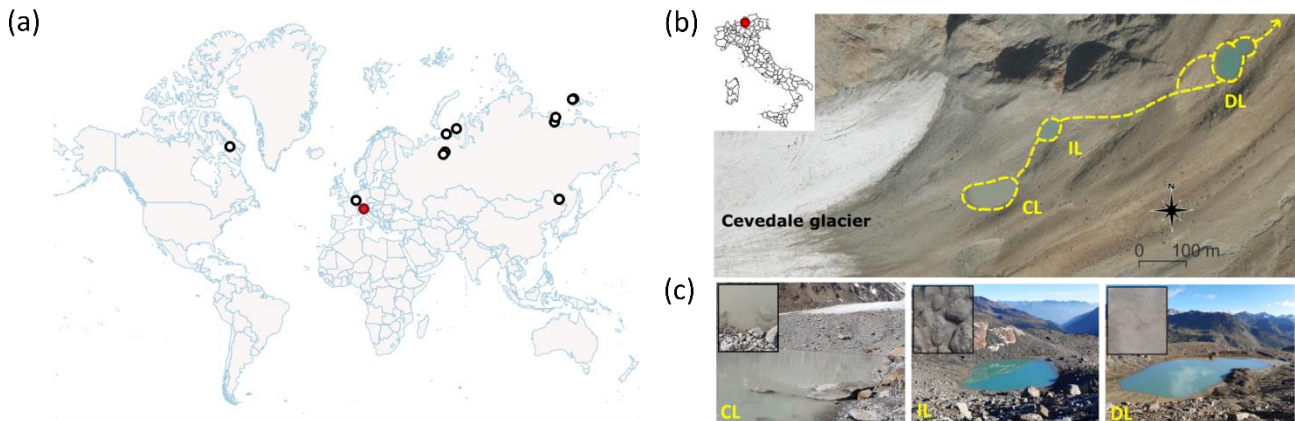 (a)
(b)
DL
IL
CL
Cevedale glacier
N
0 100 m
(c)
CL
IL
DL